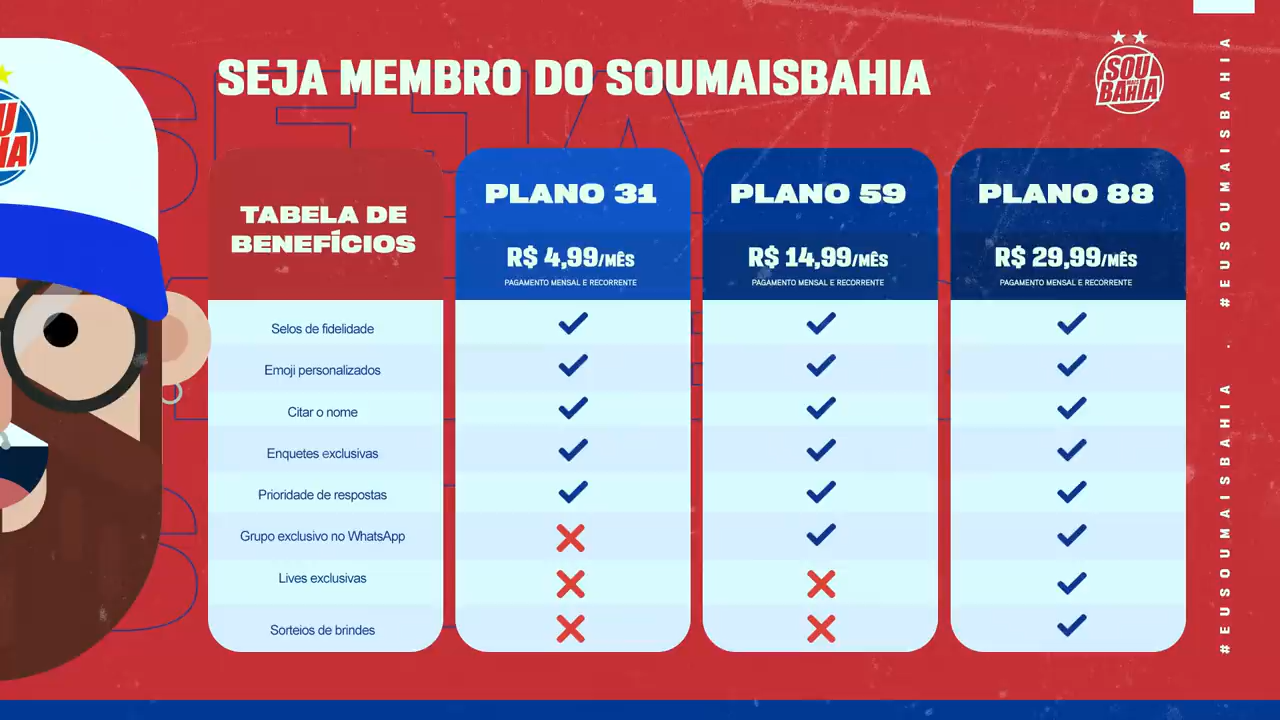 SEJA MEMBRO DO SOUMAISBAHIA
SOU
MAIS
BAHIA
TABELA DE
BENEFÍCIOS
PLANO 31
R$ 4,99/MÊS
PAGAMENTO MENSAL E RECORRENTE
PLANO 59
R$ 14,99/MÊS
PAGAMENTO MENSAL E RECORRENTE
PLANO 88
R$ 29,99/MÊS
PAGAMENTO MENSAL E RECORRENTE
Selos de fidelidade
Emoji personalizados
Citar o nome
Enquetes exclusivas
Prioridade de respostas
Grupo exclusivo no WhatsApp
Lives exclusivas
Sorteios de brindes
#EUSOUMAISBAHIA . #EUSOUMAISBAHIA